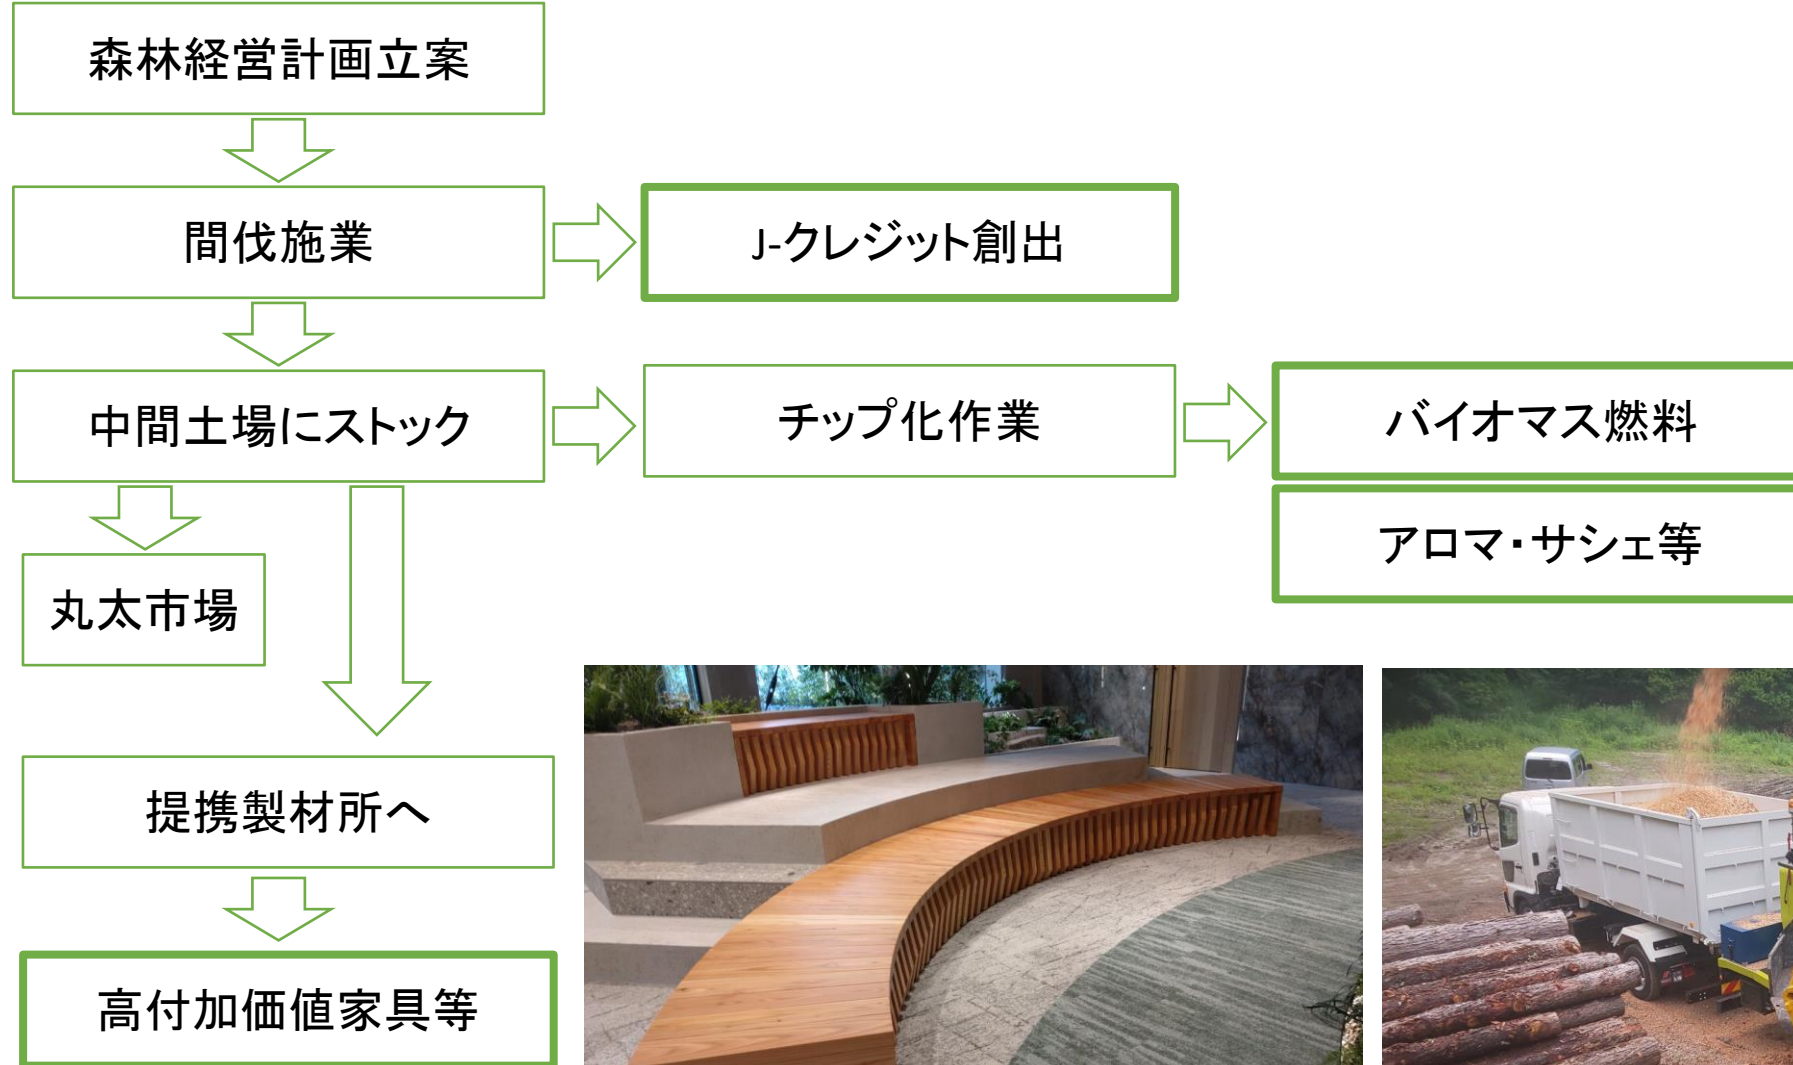 森林経営計画立案
間伐施業
J-クレジット創出
中間土場にストック
チップ化作業
バイオマス燃料
アロマ・サシェ等
丸太市場
提携製材所へ
高付加価値家具等